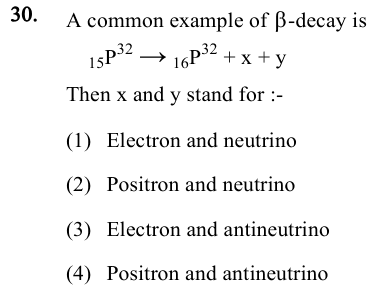 30. A common example of β-decay is
₁₅P³² ⟶ ₁₆P³² + x + y
Then x and y stand for :-
(1) Electron and neutrino
(2) Positron and neutrino
(3) Electron and antineutrino
(4) Positron and antineutrino